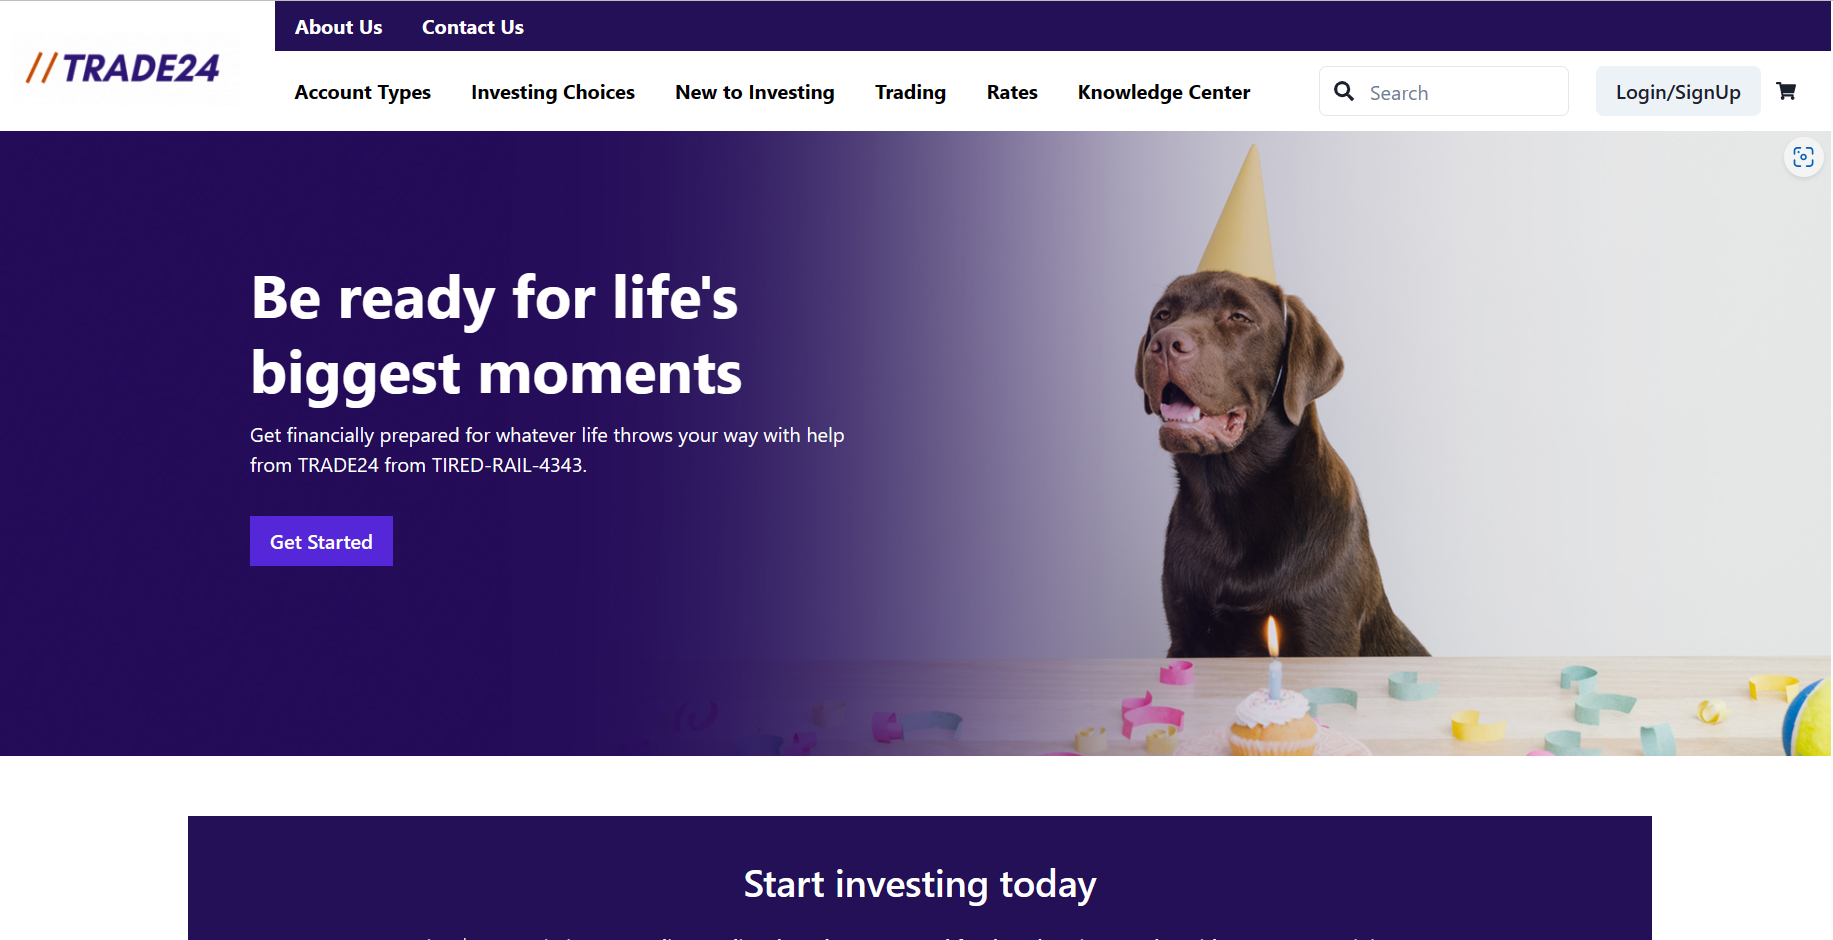 About Us Contact Us
//TRADE24
Account Types Investing Choices New to Investing Trading Rates Knowledge Center Search Login/SignUp
Be ready for life's
biggest moments
Get financially prepared for whatever life throws your way with help
from TRADE24 from TIRED-RAIL-4343.
Get Started
Start investing today